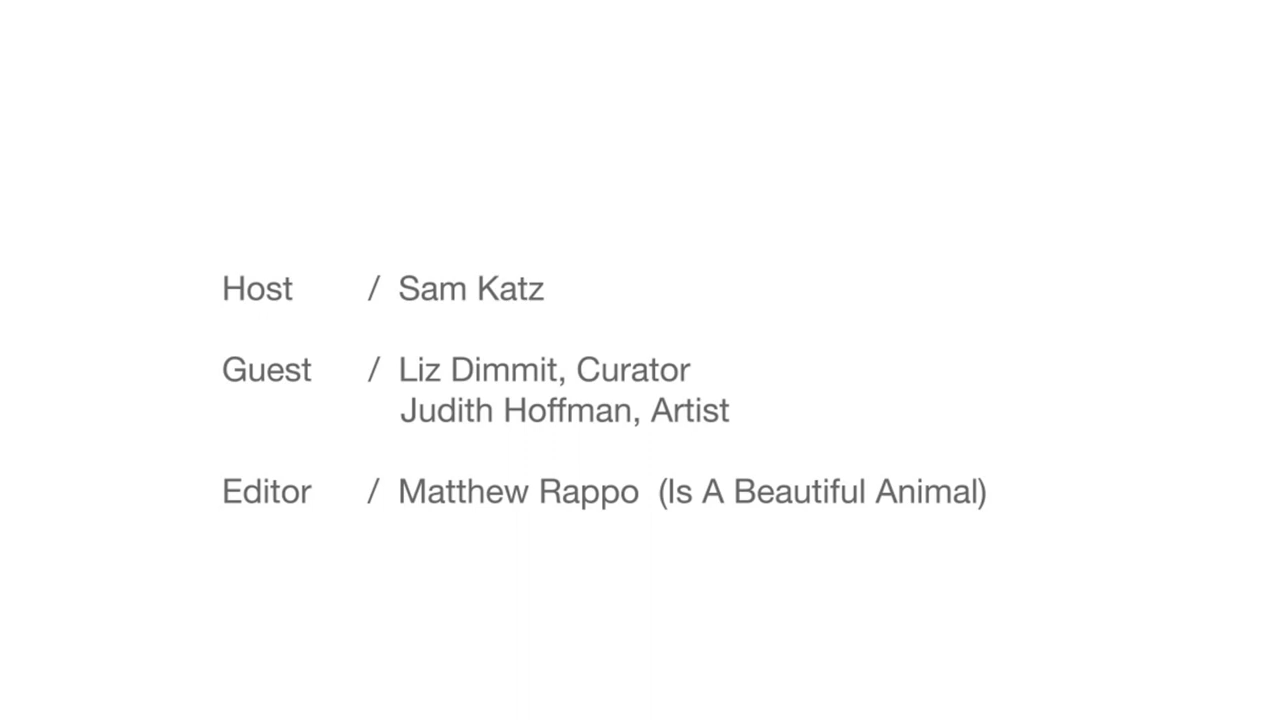 Host / Sam Katz
Guest / Liz Dimmit, Curator
Judith Hoffman, Artist
Editor / Matthew Rappo (Is A Beautiful Animal)